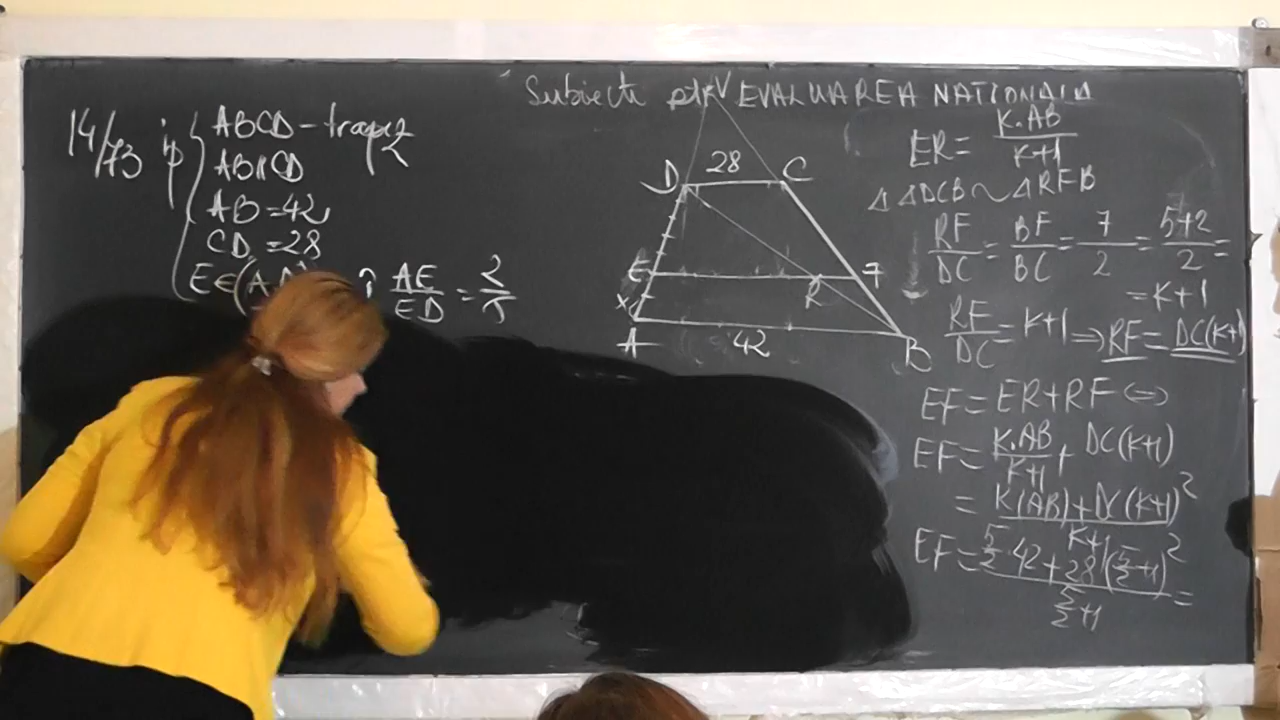 Subiecte pt. EVALUAREA NATIONALA
14/73 ip
ABCD - trapez
AB||CD
AB = 42
CD = 28
E∈(A AE/ED = 2/5
V
D 28 C
E R F
x
A 42 B
ER = K·AB/K+1
Δ ΔDCB ~ ΔRFB
RF/DC = BF/BC = 7/2 = 5+2/2 =
= K+1
RF/DC = K+1 ⇒ RF = DC(K+1)
EF = ER + RF ⇔
EF = K·AB/K+1 + DC(K+1)
= K(AB)+DC(K+1)²/K+1
EF = 5/2·42+28(5/2+1)²/5/2+1 =